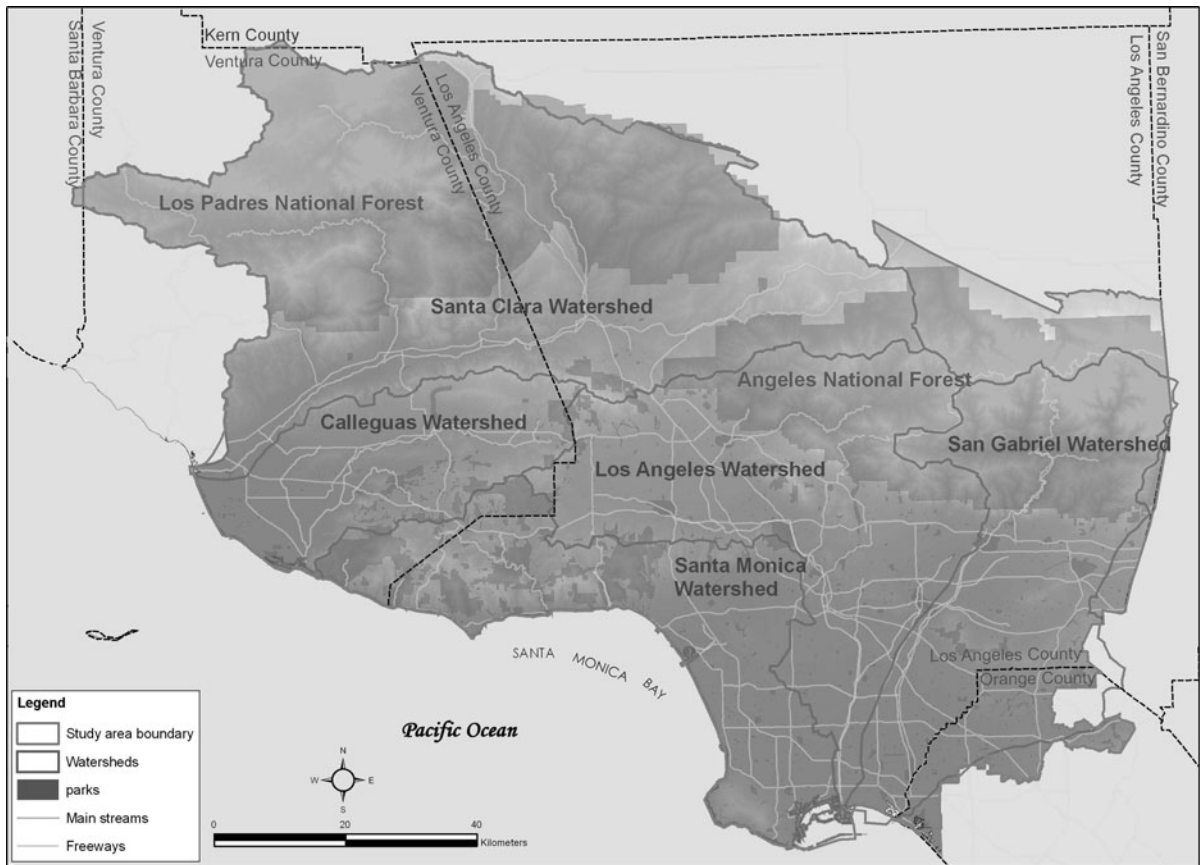 Kern County
Ventura County
Ventura County
Santa Barbara County
Los Angeles County
Ventura County
San Bernardino County
Los Angeles County
Los Padres National Forest
Santa Clara Watershed
Angeles National Forest
Calleguas Watershed
San Gabriel Watershed
Los Angeles Watershed
Santa Monica
Watershed
Los Angeles County
Orange County
SANTA MONICA BAY
Pacific Ocean
Legend
Study area boundary
Watersheds
parks
Main streams
Freeways
N
W E
S
0 20 40
Kilometers